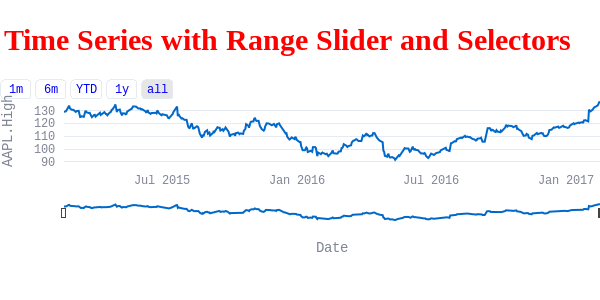 Time Series with Range Slider and Selectors
1m 6m YTD 1y all
AAPL.High
130
120
110
100
90
Jul 2015 Jan 2016 Jul 2016 Jan 2017
Date